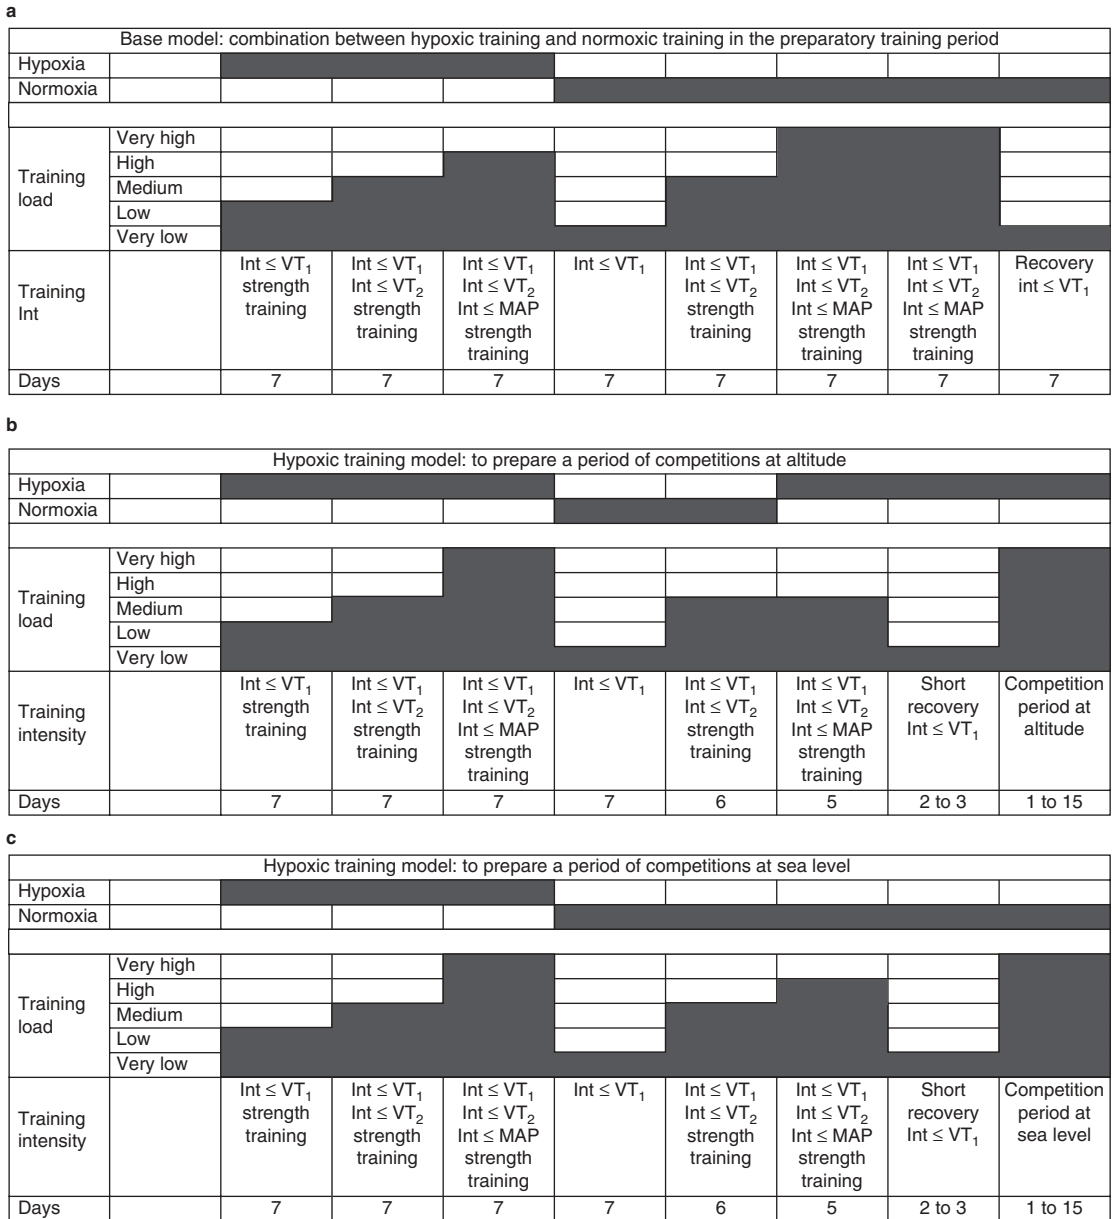 a
Base model: combination between hypoxic training and normoxic training in the preparatory training period
Hypoxia
Normoxia
Training load
Very high
High
Medium
Low
Very low
Training Int
Int ≤ VT1 strength training
Int ≤ VT1 Int ≤ VT2 strength training
Int ≤ VT1 Int ≤ VT2 Int ≤ MAP strength training
Int ≤ VT1
Int ≤ VT1 Int ≤ VT2 strength training
Int ≤ VT1 Int ≤ VT2 Int ≤ MAP strength training
Int ≤ VT1 Int ≤ VT2 Int ≤ MAP strength training
Recovery int ≤ VT1
Days 7 7 7 7 7 7 7 7
b
Hypoxic training model: to prepare a period of competitions at altitude
Hypoxia
Normoxia
Training load
Very high
High
Medium
Low
Very low
Training intensity
Int ≤ VT1 strength training
Int ≤ VT1 Int ≤ VT2 strength training
Int ≤ VT1 Int ≤ VT2 Int ≤ MAP strength training
Int ≤ VT1
Int ≤ VT1 Int ≤ VT2 strength training
Int ≤ VT1 Int ≤ VT2 Int ≤ MAP strength training
Short recovery Int ≤ VT1
Competition period at altitude
Days 7 7 7 7 6 5 2 to 3 1 to 15
c
Hypoxic training model: to prepare a period of competitions at sea level
Hypoxia
Normoxia
Training load
Very high
High
Medium
Low
Very low
Training intensity
Int ≤ VT1 strength training
Int ≤ VT1 Int ≤ VT2 strength training
Int ≤ VT1 Int ≤ VT2 Int ≤ MAP strength training
Int ≤ VT1
Int ≤ VT1 Int ≤ VT2 strength training
Int ≤ VT1 Int ≤ VT2 Int ≤ MAP strength training
Short recovery Int ≤ VT1
Competition period at sea level
Days 7 7 7 7 6 5 2 to 3 1 to 15